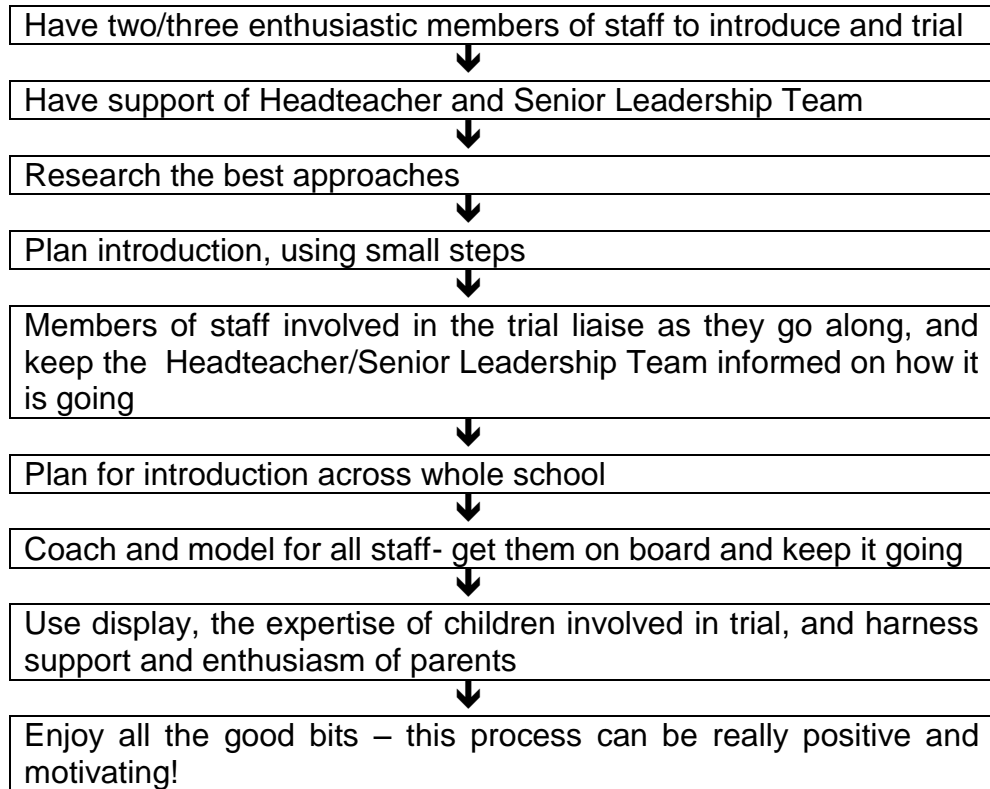 Have two/three enthusiastic members of staff to introduce and trial
Have support of Headteacher and Senior Leadership Team
Research the best approaches
Plan introduction, using small steps
Members of staff involved in the trial liaise as they go along, and
keep the Headteacher/Senior Leadership Team informed on how it
is going
Plan for introduction across whole school
Coach and model for all staff- get them on board and keep it going
Use display, the expertise of children involved in trial, and harness
support and enthusiasm of parents
Enjoy all the good bits – this process can be really positive and
motivating!